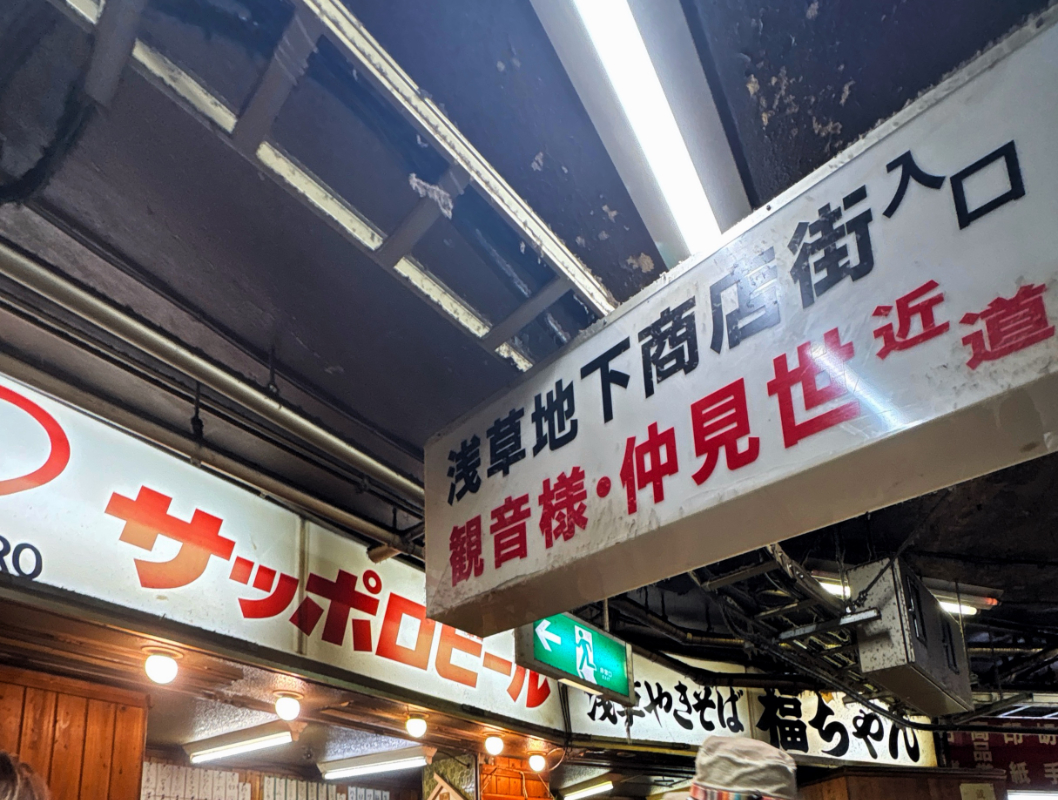 浅草地下商店街入口
観音様・仲見世近道
RO
サッポロビール
浅草やきそば 福ちゃん